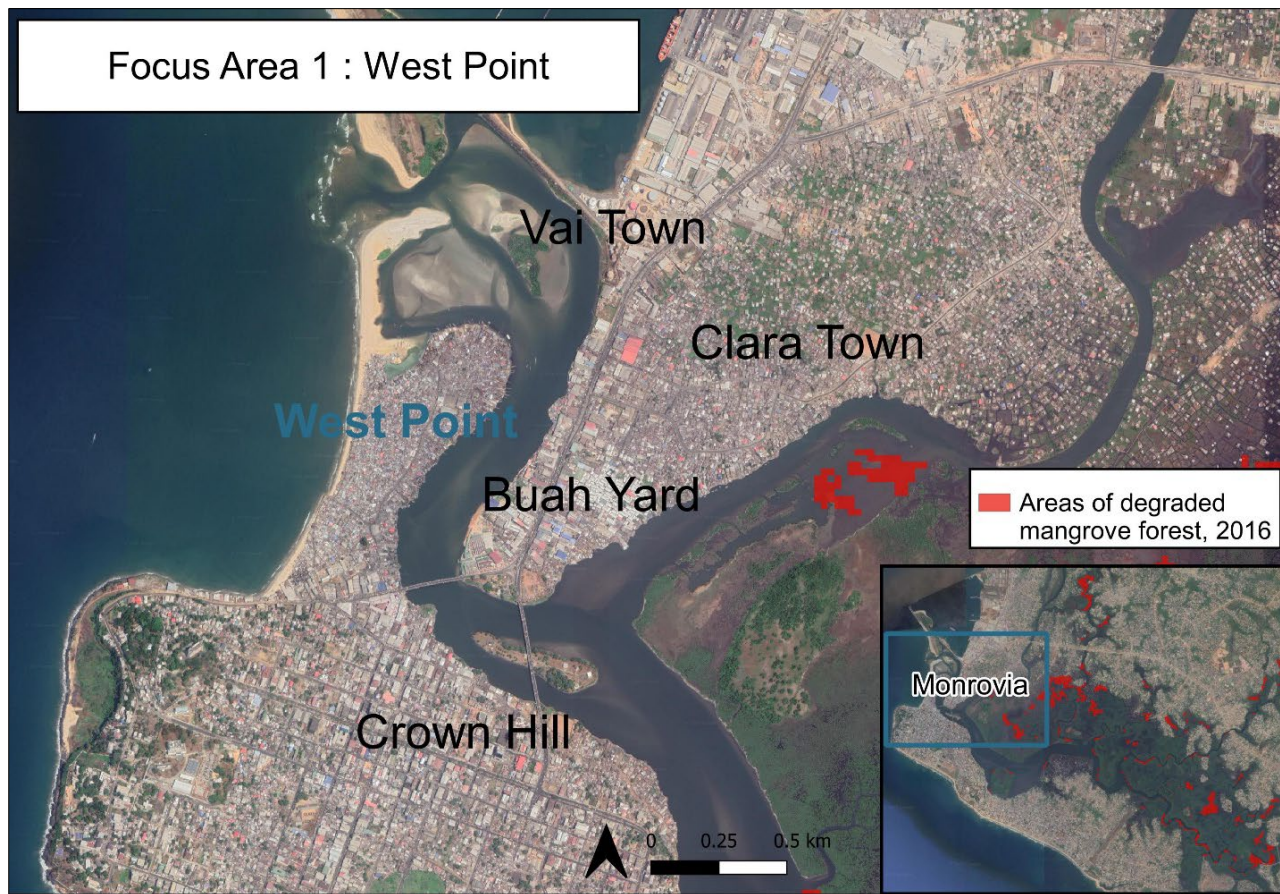 Focus Area 1 : West Point
Vai Town
Clara Town
West Point
Buah Yard
Areas of degraded
mangrove forest, 2016
Monrovia
Crown Hill
0 0.25 0.5 km